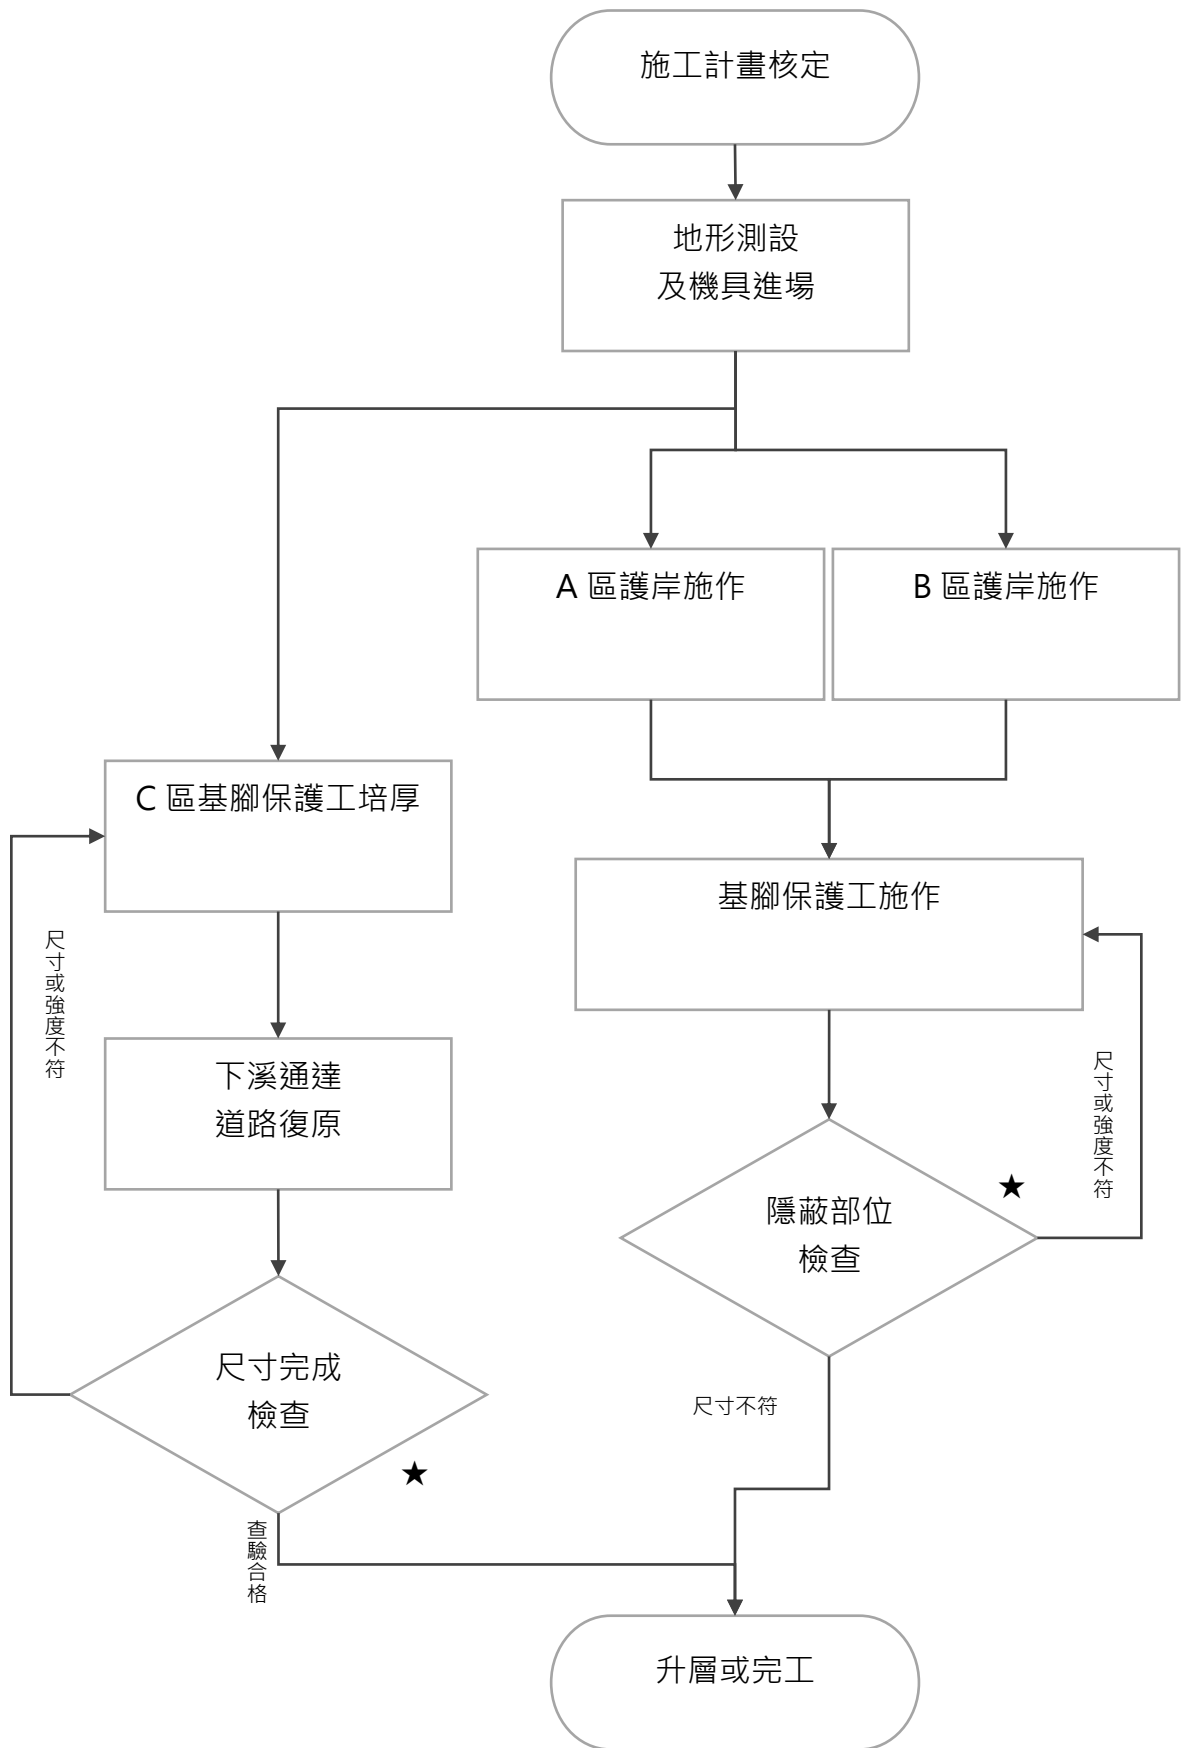 施工計畫核定
地形測設
及機具進場
A 區護岸施作
B 區護岸施作
C 區基腳保護工培厚
基腳保護工施作
尺寸或強度不符
下溪通達
道路復原
尺寸或強度不符
隱蔽部位
檢查
★
尺寸完成
檢查
★
尺寸不符
查驗合格
升層或完工